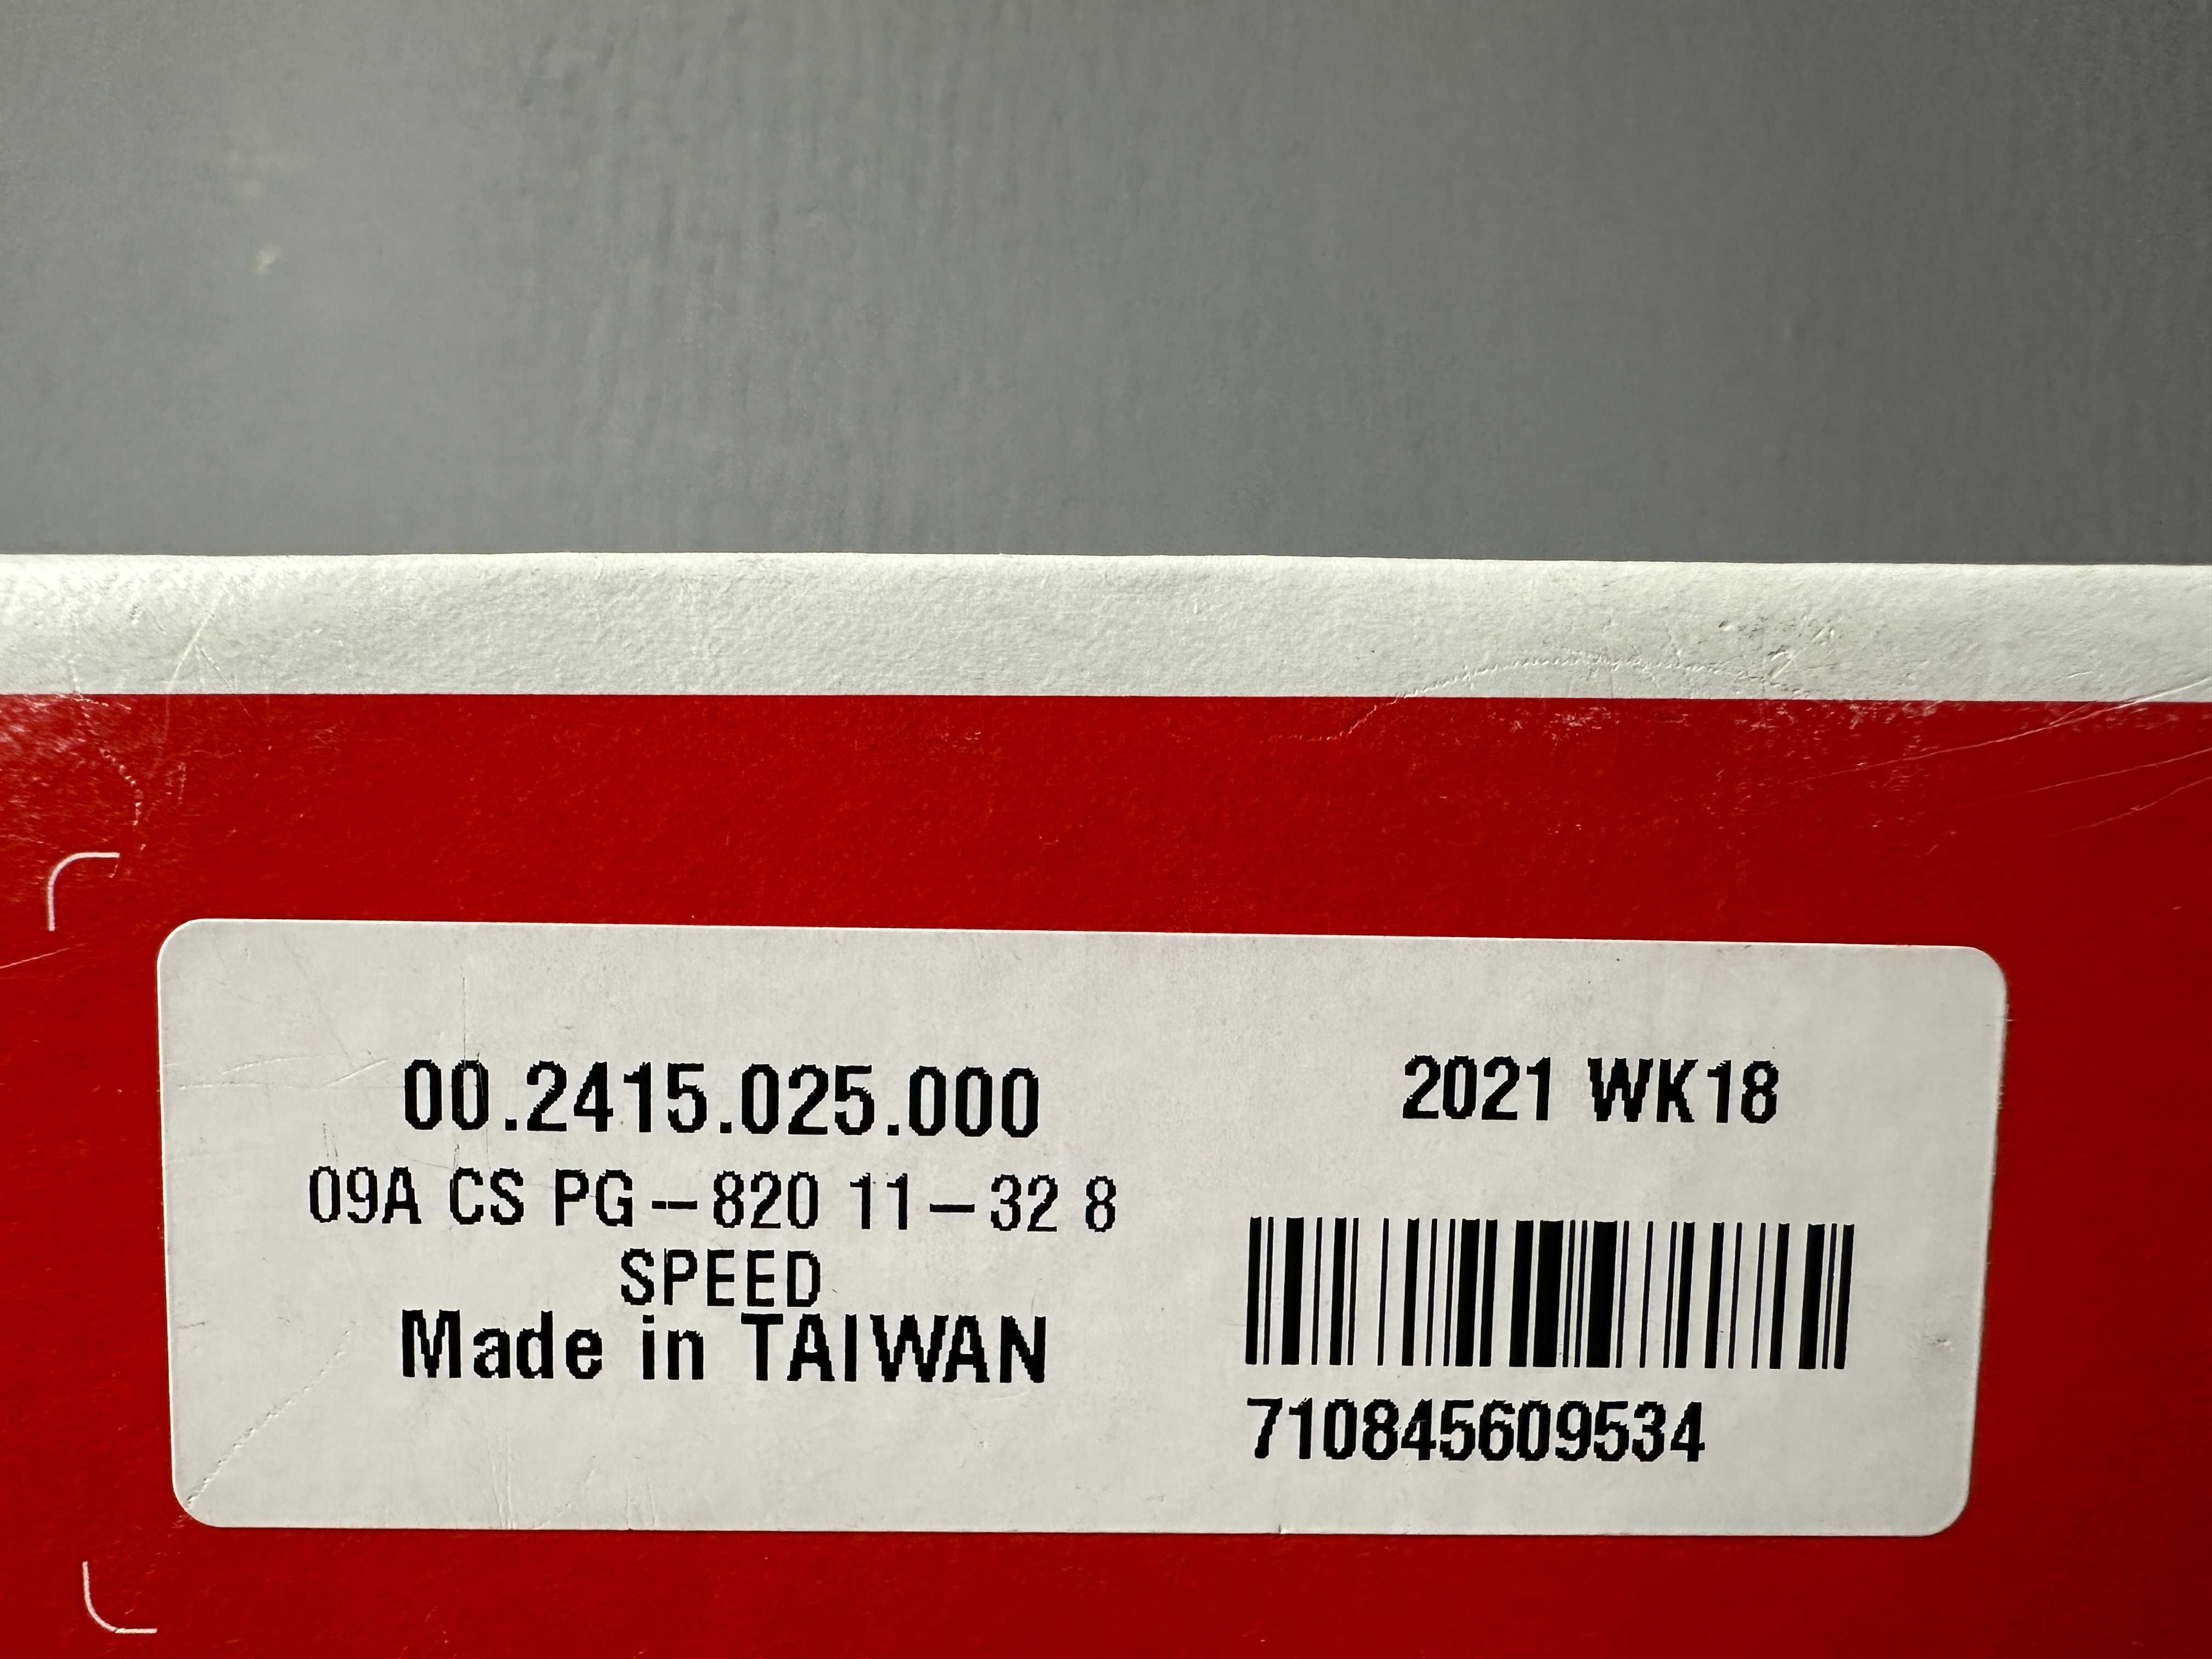 00.2415.025.000
09A CS PG-820 11-32 8
SPEED
Made in TAIWAN
2021 WK18
710845609534